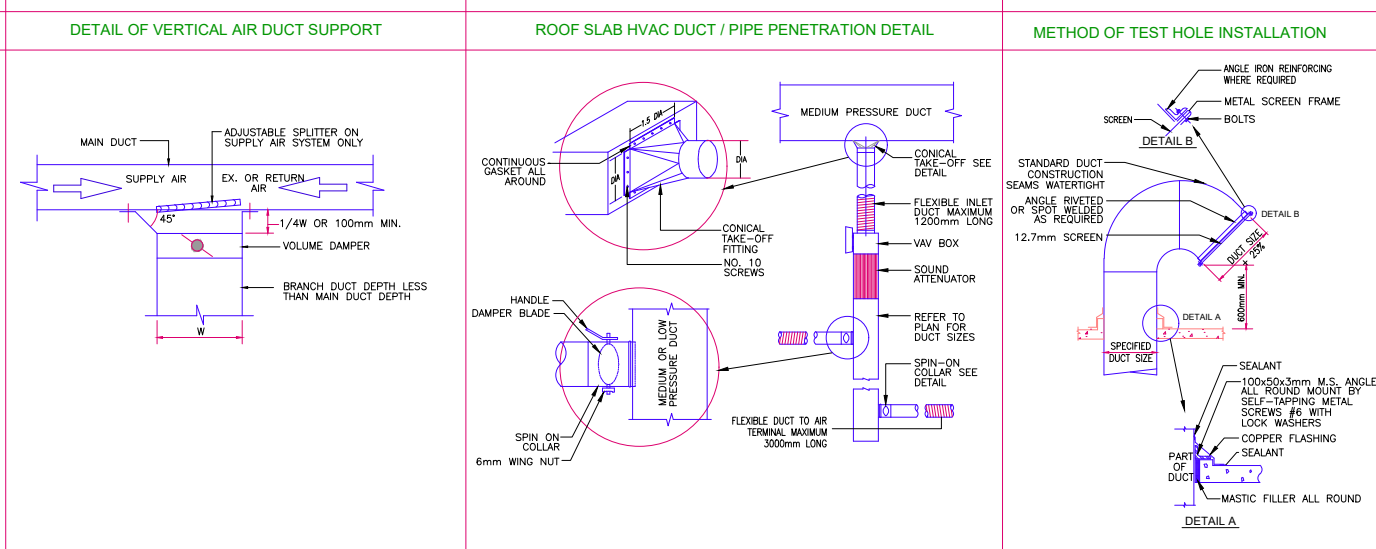 DETAIL OF VERTICAL AIR DUCT SUPPORT
MAIN DUCT
ADJUSTABLE SPLITTER ON
SUPPLY AIR SYSTEM ONLY
SUPPLY AIR
EX. OR RETURN
AIR
45°
1/4W OR 100mm MIN.
VOLUME DAMPER
BRANCH DUCT DEPTH LESS
THAN MAIN DUCT DEPTH
W
ROOF SLAB HVAC DUCT / PIPE PENETRATION DETAIL
1.5 DIA
DIA
DIA
CONTINUOUS
GASKET ALL
AROUND
CONICAL
TAKE-OFF
FITTING
NO. 10
SCREWS
MEDIUM PRESSURE DUCT
CONICAL
TAKE-OFF SEE
DETAIL
FLEXIBLE INLET
DUCT MAXIMUM
1200mm LONG
VAV BOX
SOUND
ATTENUATOR
REFER TO
PLAN FOR
DUCT SIZES
SPIN-ON
COLLAR SEE
DETAIL
FLEXIBLE DUCT TO AIR
TERMINAL MAXIMUM
3000mm LONG
HANDLE
DAMPER BLADE
MEDIUM OR LOW
PRESSURE DUCT
SPIN ON
COLLAR
6mm WING NUT
METHOD OF TEST HOLE INSTALLATION
ANGLE IRON REINFORCING
WHERE REQUIRED
METAL SCREEN FRAME
BOLTS
SCREEN
DETAIL B
STANDARD DUCT
CONSTRUCTION
SEAMS WATERTIGHT
ANGLE RIVETED
OR SPOT WELDED
AS REQUIRED
12.7mm SCREEN
DETAIL B
DUCT SIZE
+ 25%
600mm MIN.
DETAIL A
SPECIFIED
DUCT SIZE
SEALANT
100x50x3mm M.S. ANGLE
ALL ROUND MOUNT BY
SELF-TAPPING METAL
SCREWS #6 WITH
LOCK WASHERS
COPPER FLASHING
SEALANT
PART
OF
DUCT
MASTIC FILLER ALL ROUND
DETAIL A